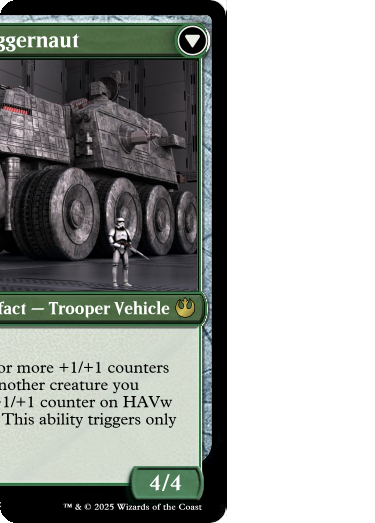 ggernaut
fact — Trooper Vehicle
or more +1/+1 counters
nother creature you
+1/+1 counter on HAVw
This ability triggers only
4/4
™ & © 2025 Wizards of the Coast